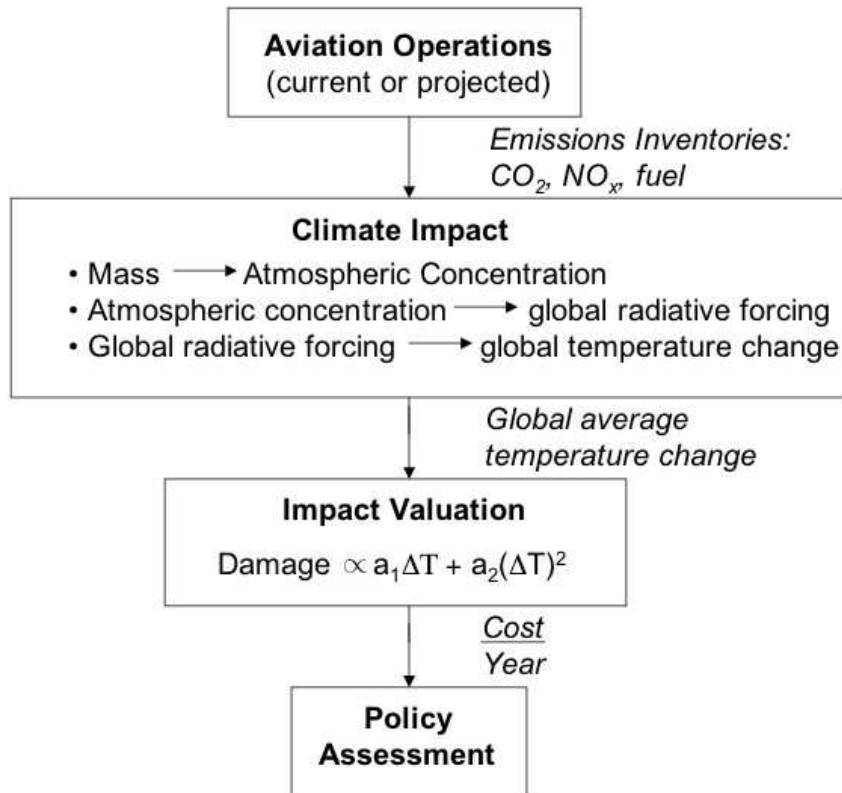 Aviation Operations
(current or projected)
Emissions Inventories:
CO₂, NOₓ, fuel
Climate Impact
• Mass ⟶ Atmospheric Concentration
• Atmospheric concentration ⟶ global radiative forcing
• Global radiative forcing ⟶ global temperature change
Global average
temperature change
Impact Valuation
Damage ∝ a₁ΔT + a₂(ΔT)²
Cost
Year
Policy
Assessment